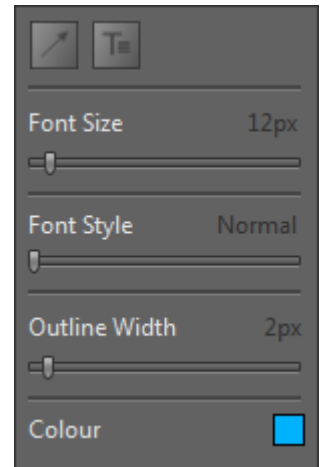 T
Font Size 12px
Font Style Normal
Outline Width 2px
Colour